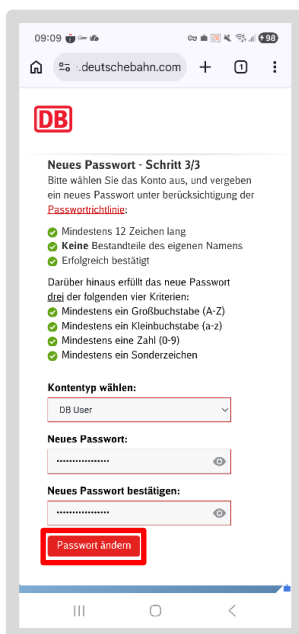 09:09
98
.deutschebahn.com
1
DB
Neues Passwort - Schritt 3/3
Bitte wählen Sie das Konto aus, und vergeben
ein neues Passwort unter berücksichtigung der
Passwortrichtlinie:
Mindestens 12 Zeichen lang
Keine Bestandteile des eigenen Namens
Erfolgreich bestätigt
Darüber hinaus erfüllt das neue Passwort
drei der folgenden vier Kriterien:
Mindestens ein Großbuchstabe (A-Z)
Mindestens ein Kleinbuchstabe (a-z)
Mindestens eine Zahl (0-9)
Mindestens ein Sonderzeichen
Kontentyp wählen:
DB User
Neues Passwort:
Neues Passwort bestätigen:
Passwort ändern